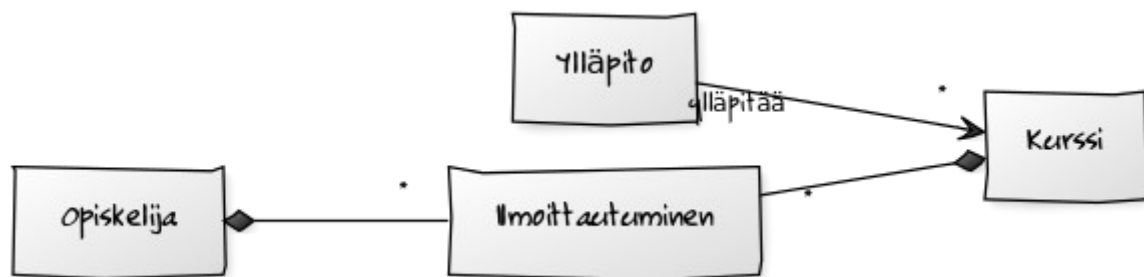 Ylläpito
ylläpitää
*
Kurssi
Opiskelija
*
Ilmoittautuminen
*